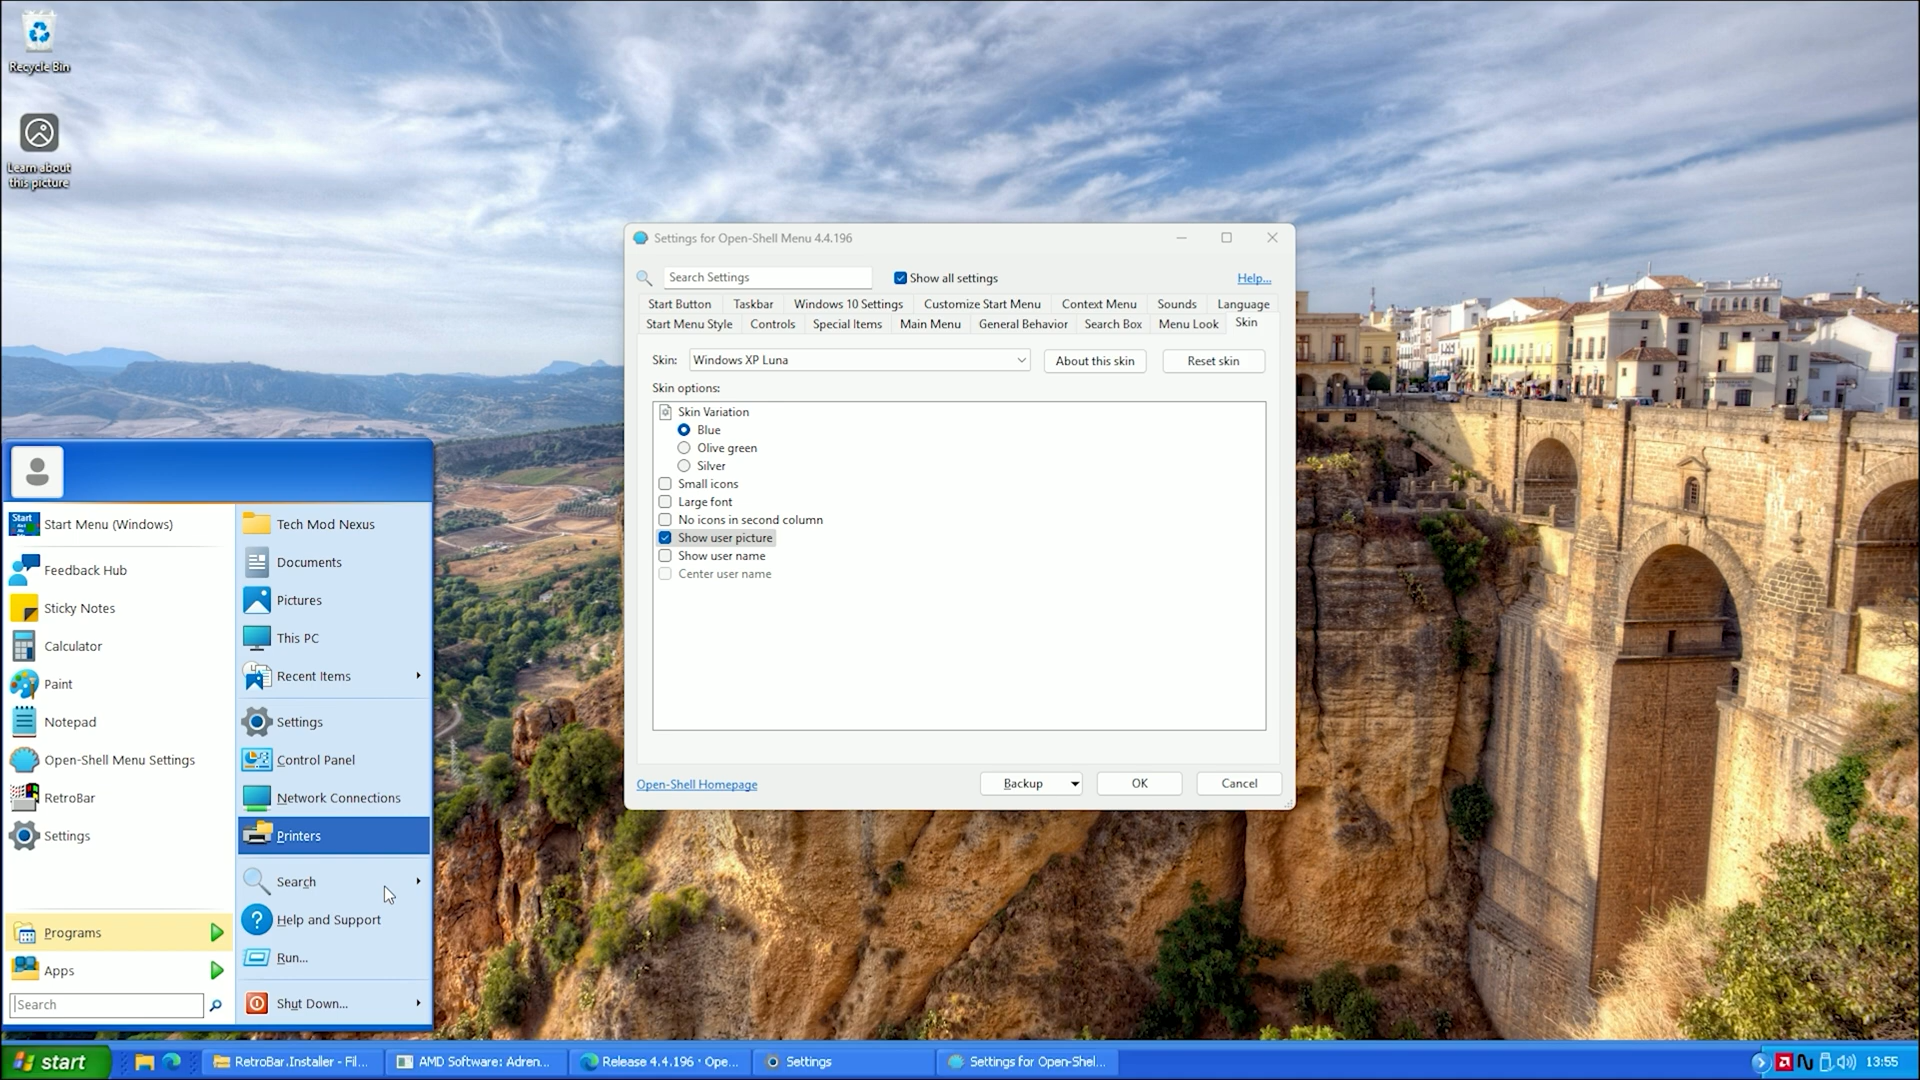 Recycle Bin
Learn about
this picture
Settings for Open-Shell Menu 4.4.196
Search Settings
Show all settings
Help...
Start Button
Taskbar
Windows 10 Settings
Customize Start Menu
Context Menu
Sounds
Language
Start Menu Style
Controls
Special Items
Main Menu
General Behavior
Search Box
Menu Look
Skin
Skin:
Windows XP Luna
About this skin
Reset skin
Skin options:
Skin Variation
Blue
Olive green
Silver
Small icons
Large font
No icons in second column
Show user picture
Show user name
Center user name
Open-Shell Homepage
Backup
OK
Cancel
Start
Start Menu (Windows)
Feedback Hub
Sticky Notes
Calculator
Paint
Notepad
Open-Shell Menu Settings
RetroBar
Settings
Programs
Apps
Search
Tech Mod Nexus
Documents
Pictures
This PC
Recent Items
Settings
Control Panel
Network Connections
Printers
Search
Help and Support
Run...
Shut Down...
start
RetroBar.Installer - Fil...
AMD Software: Adren...
Release 4.4.196 · Ope...
Settings
Settings for Open-Shel...
13:55